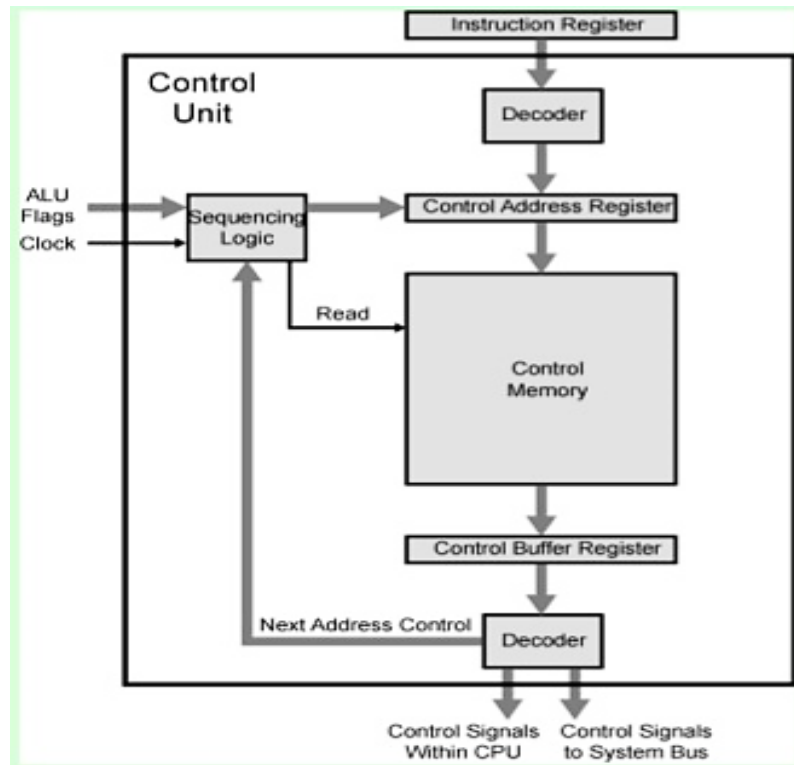 Instruction Register
Control
Unit
Decoder
ALU
Flags
Clock
Sequencing
Logic
Control Address Register
Read
Control
Memory
Control Buffer Register
Next Address Control
Decoder
Control Signals
Within CPU
Control Signals
to System Bus